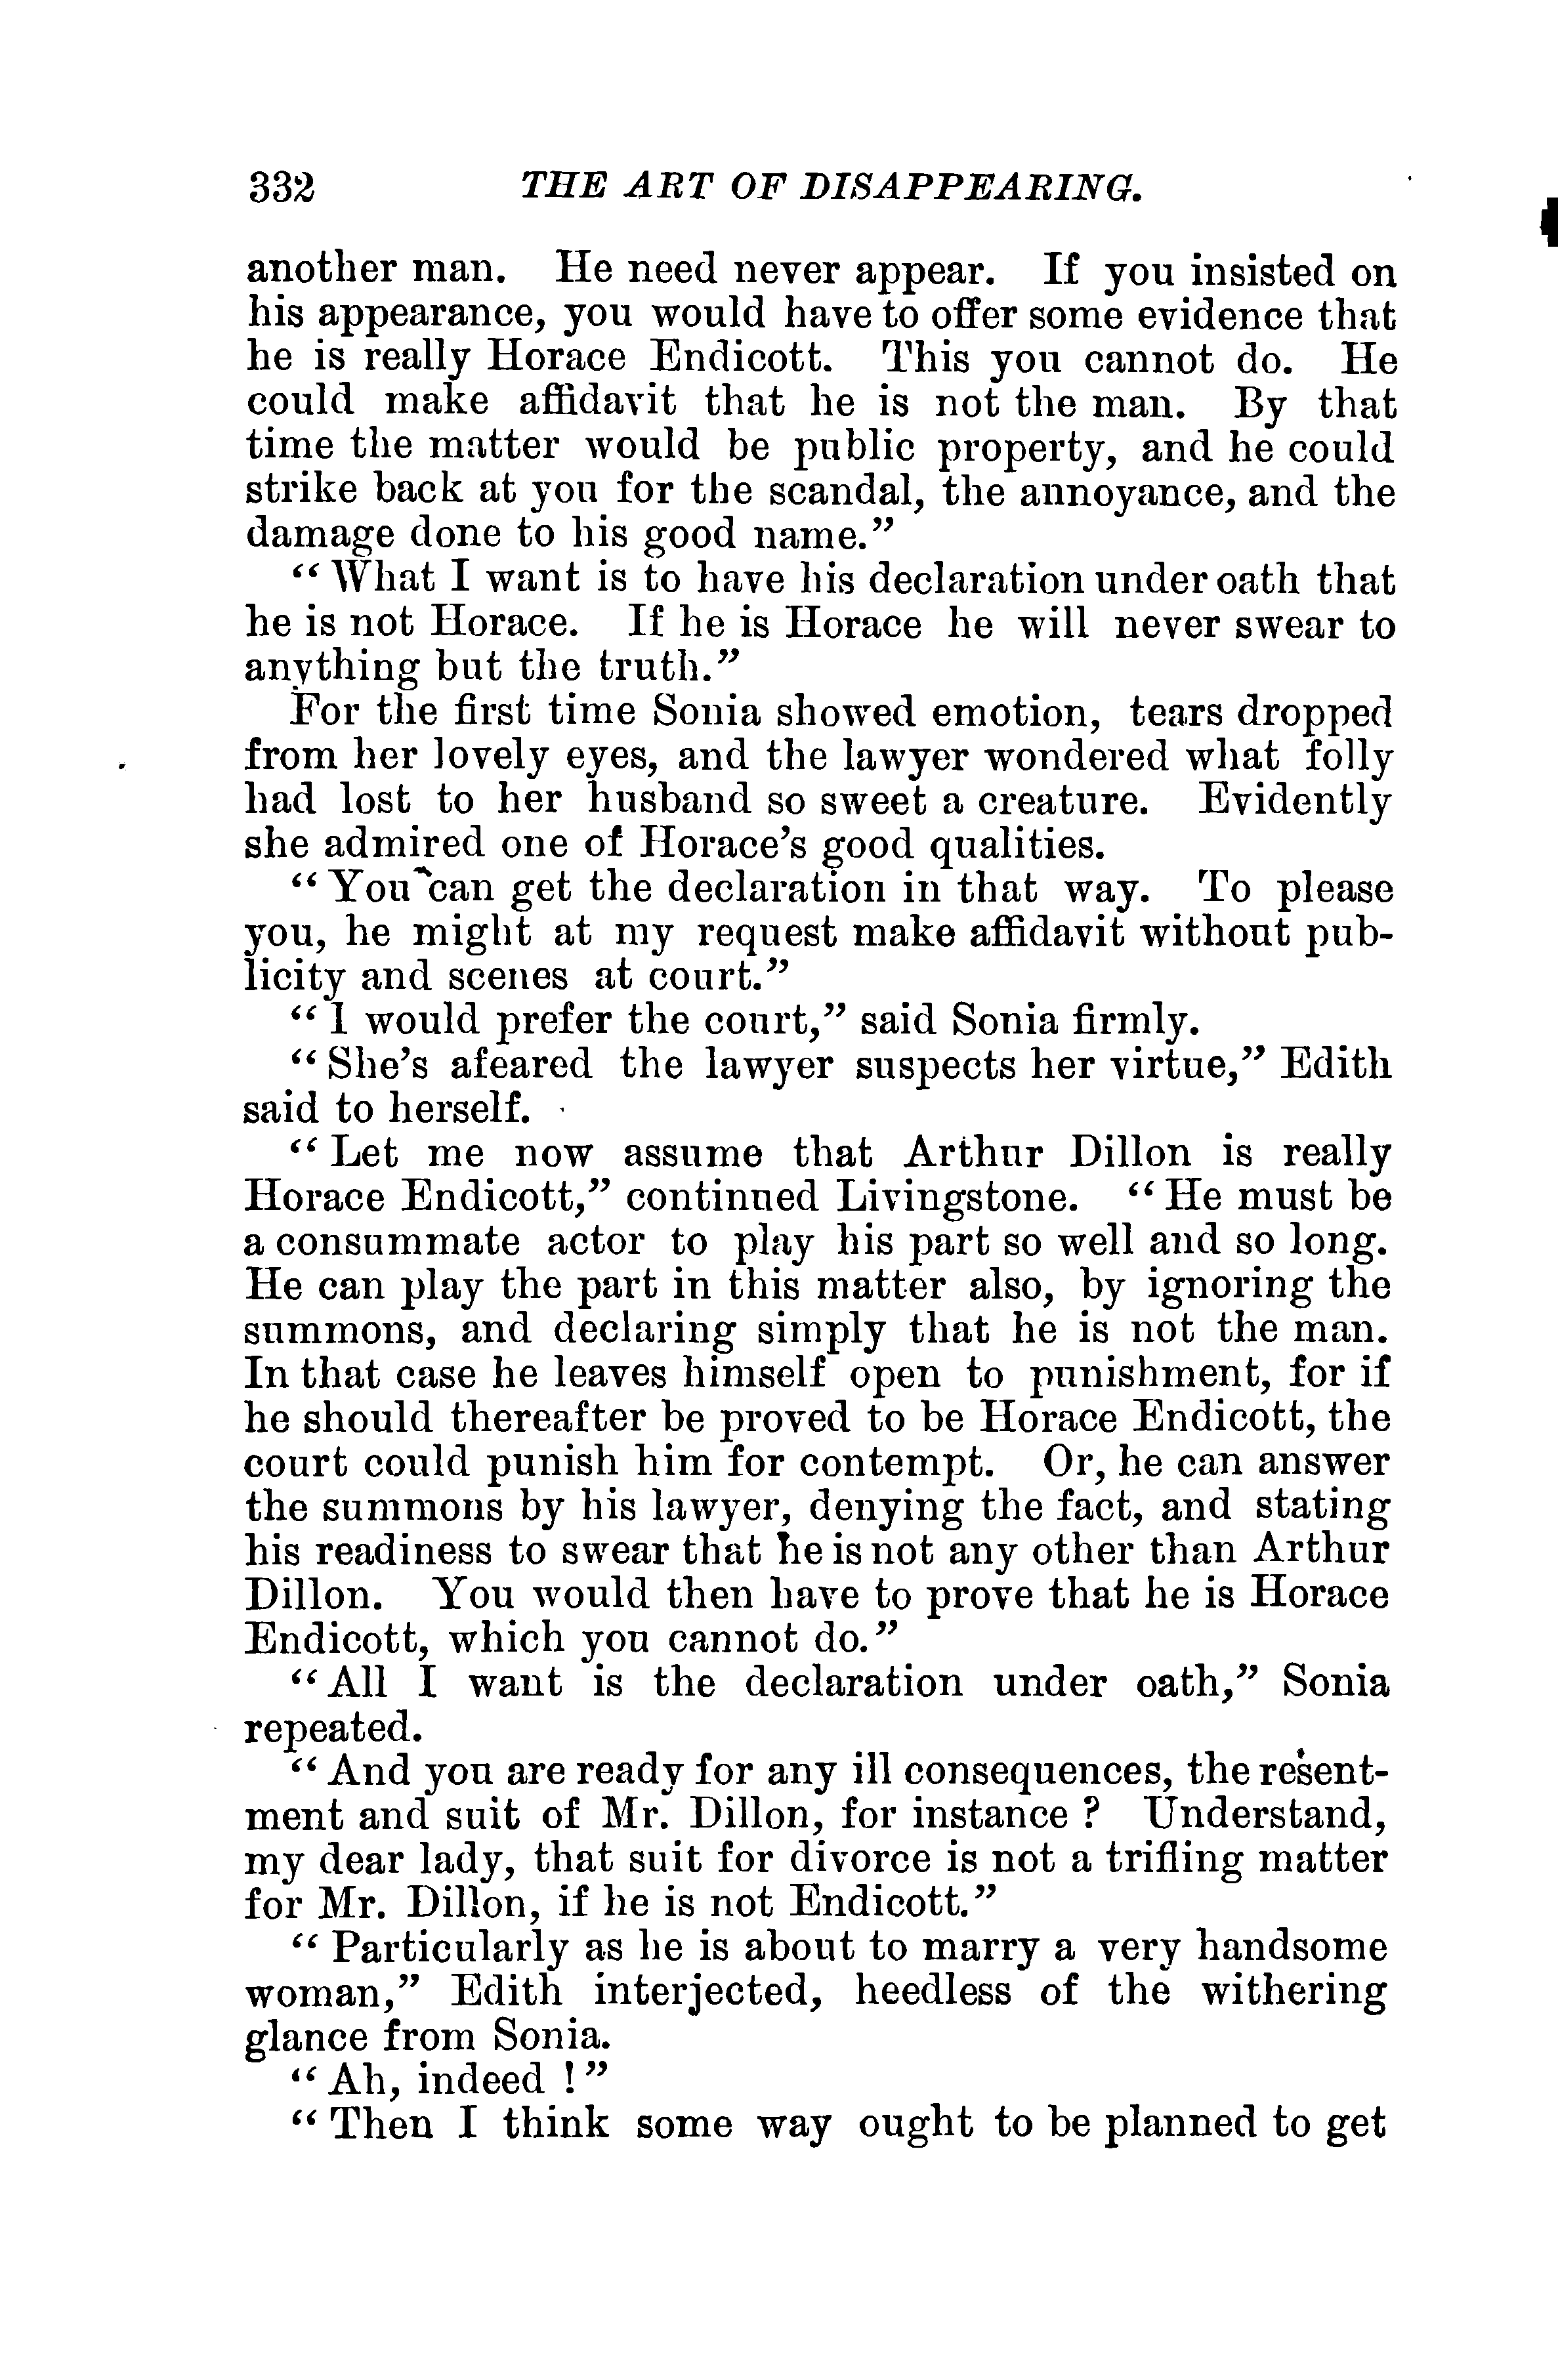 332 THE ART OF DISAPPEARING.
another man. He need never appear. If you insisted on
his appearance, you would have to offer some evidence that
he is really Horace Endicott. This you cannot do. He
could make affidavit that he is not the man. By that
time the matter would be public property, and he could
strike back at you for the scandal, the annoyance, and the
damage done to his good name.”
“What I want is to have his declaration under oath that
he is not Horace. If he is Horace he will never swear to
anything but the truth.”
For the first time Sonia showed emotion, tears dropped
from her lovely eyes, and the lawyer wondered what folly
had lost to her husband so sweet a creature. Evidently
she admired one of Horace’s good qualities.
“You can get the declaration in that way. To please
you, he might at my request make affidavit without pub-
licity and scenes at court.”
“I would prefer the court,” said Sonia firmly.
“She’s afeared the lawyer suspects her virtue,” Edith
said to herself.
“Let me now assume that Arthur Dillon is really
Horace Endicott,” continued Livingstone. “He must be
a consummate actor to play his part so well and so long.
He can play the part in this matter also, by ignoring the
summons, and declaring simply that he is not the man.
In that case he leaves himself open to punishment, for if
he should thereafter be proved to be Horace Endicott, the
court could punish him for contempt. Or, he can answer
the summons by his lawyer, denying the fact, and stating
his readiness to swear that he is not any other than Arthur
Dillon. You would then have to prove that he is Horace
Endicott, which you cannot do.”
“All I want is the declaration under oath,” Sonia
repeated.
“And you are ready for any ill consequences, the resent-
ment and suit of Mr. Dillon, for instance? Understand,
my dear lady, that suit for divorce is not a trifling matter
for Mr. Dillon, if he is not Endicott.”
“Particularly as he is about to marry a very handsome
woman,” Edith interjected, heedless of the withering
glance from Sonia.
“Ah, indeed!”
“Then I think some way ought to be planned to get